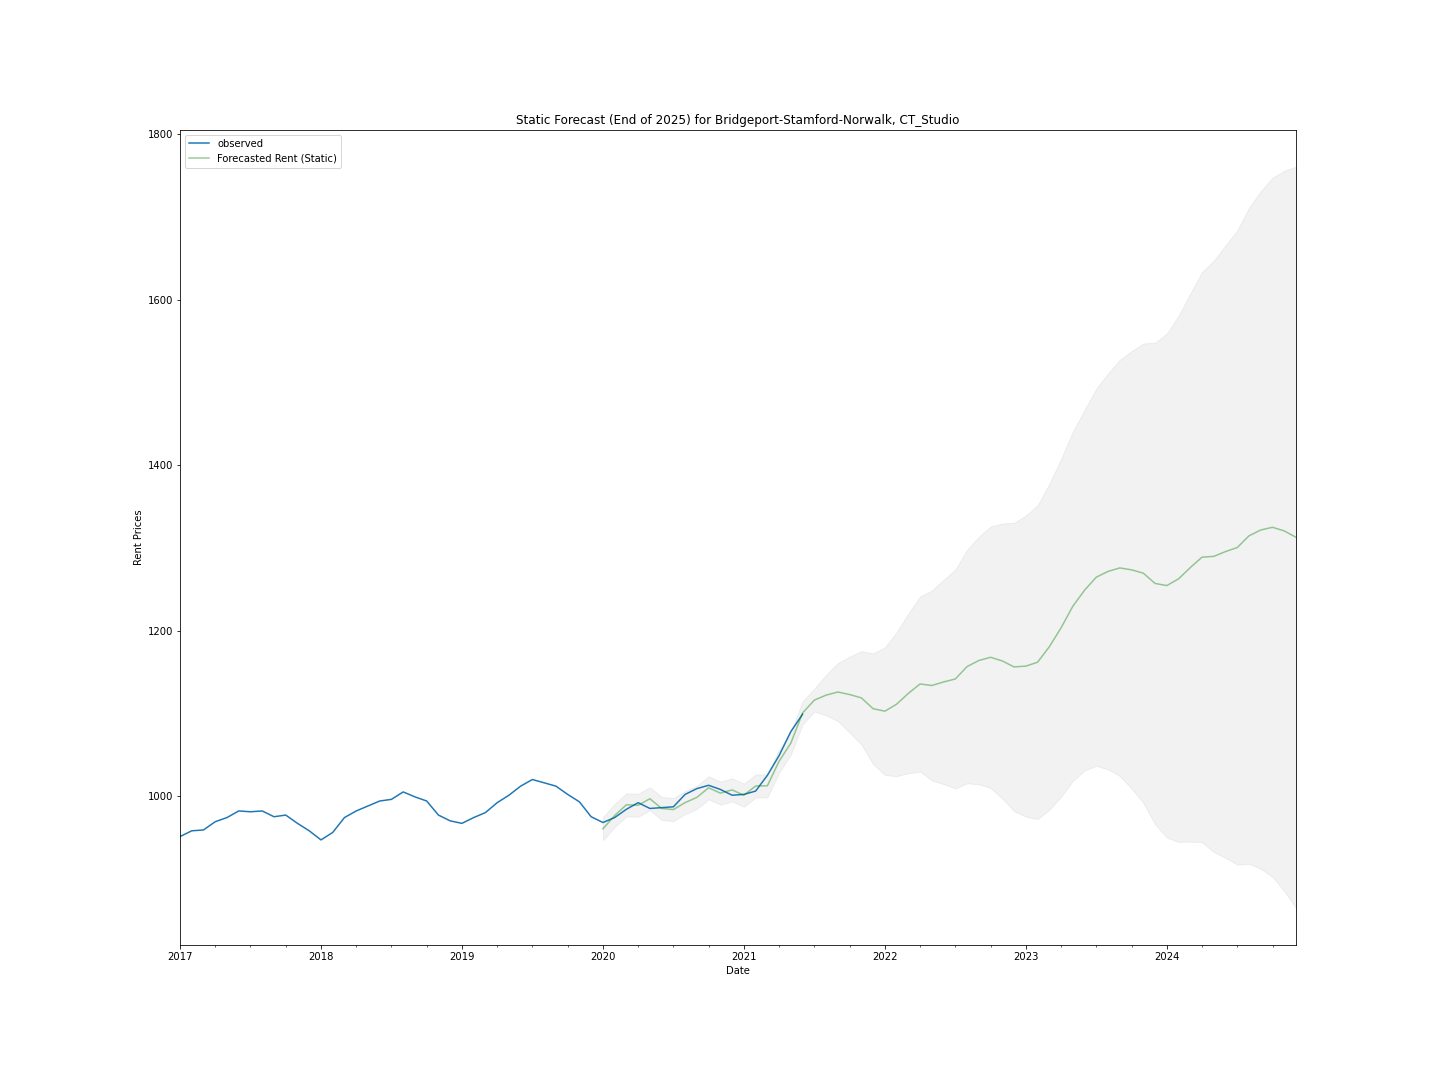 Static Forecast (End of 2025) for Bridgeport-Stamford-Norwalk, CT_Studio
observed
Forecasted Rent (Static)
1800
1600
1400
1200
1000
Rent Prices
2017 2018 2019 2020 2021 2022 2023 2024
Date